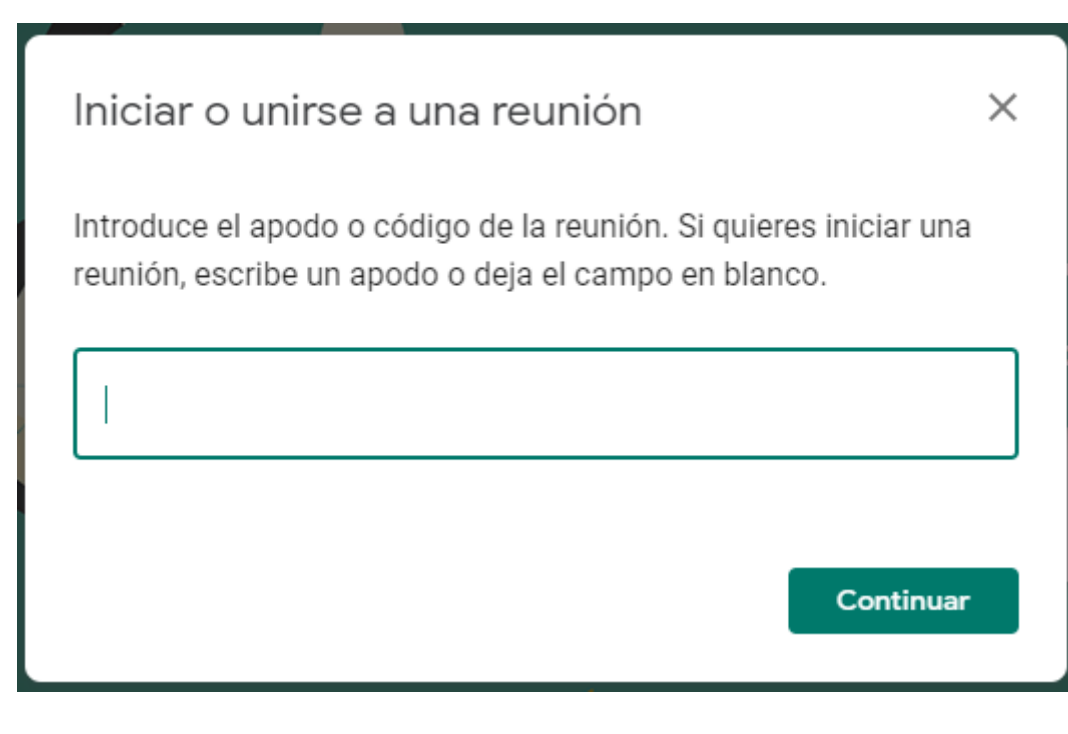 Iniciar o unirse a una reunión
Introduce el apodo o código de la reunión. Si quieres iniciar una
reunión, escribe un apodo o deja el campo en blanco.
Continuar